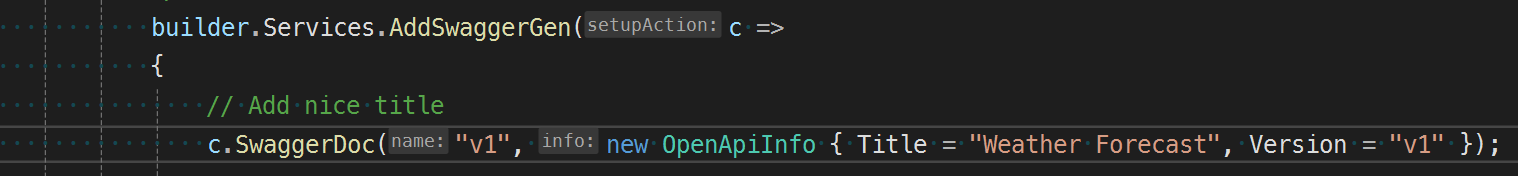 builder.Services.AddSwaggerGen(setupAction: c =>
{
// Add nice title
c.SwaggerDoc(name: "v1", info: new OpenApiInfo { Title = "Weather Forecast", Version = "v1" });